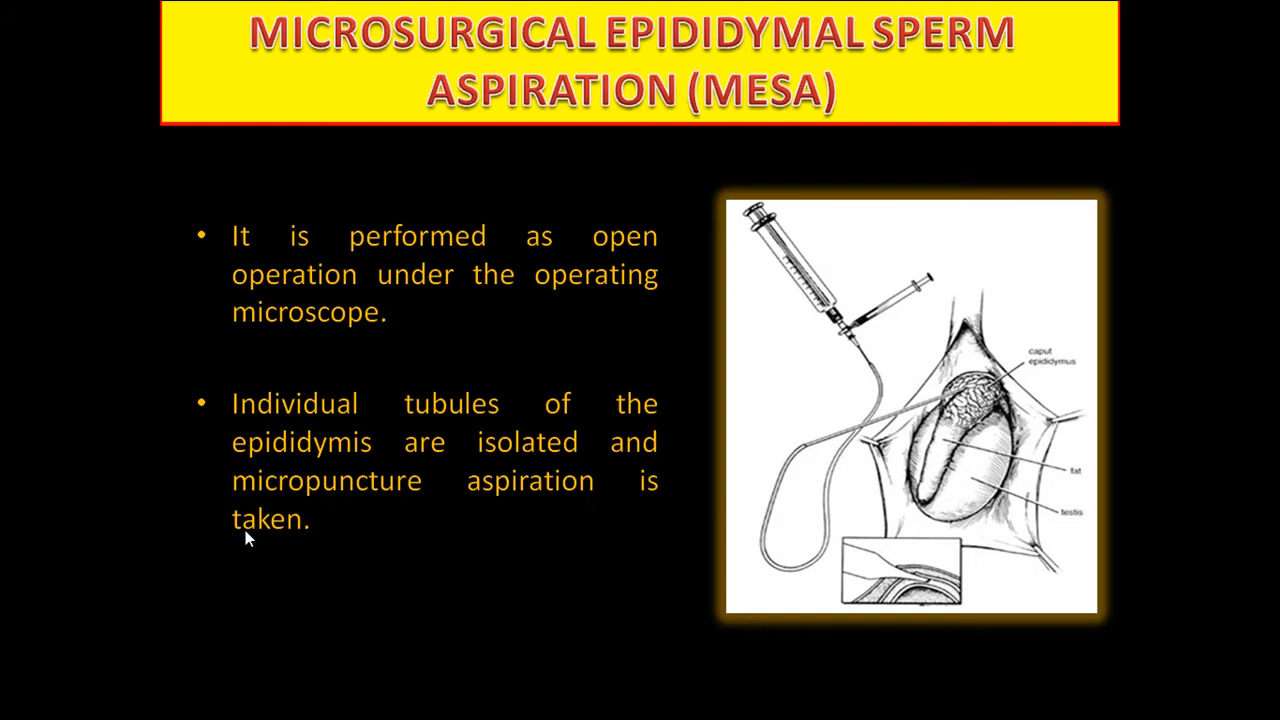 MICROSURGICAL EPIDIDYMAL SPERM
ASPIRATION (MESA)
• It is performed as open
operation under the operating
microscope.
• Individual tubules of the
epididymis are isolated and
micropuncture aspiration is
taken.
caput
epididymus
fat
testis